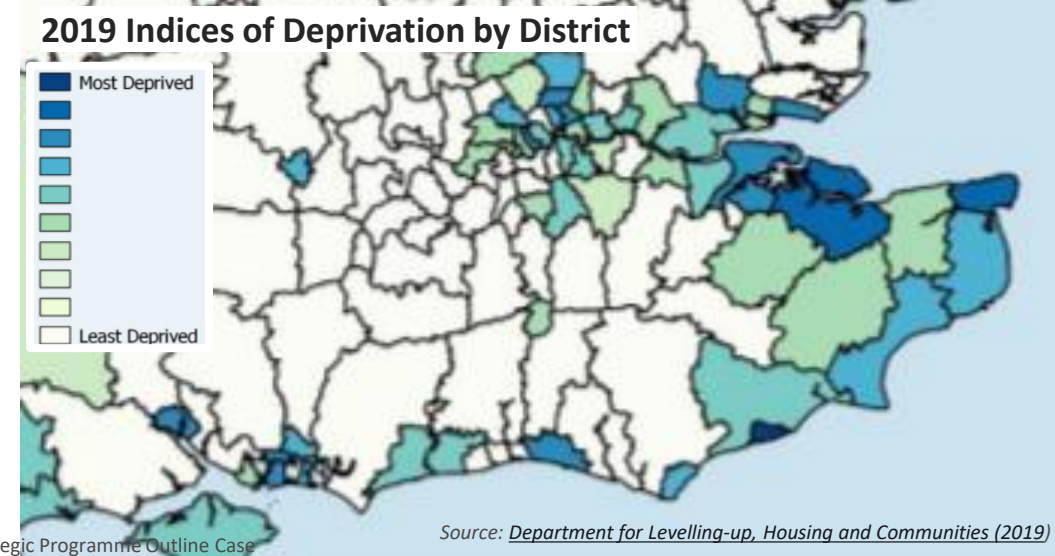 2019 Indices of Deprivation by District
Most Deprived
Least Deprived
Source: Department for Levelling-up, Housing and Communities (2019)
egic Programme Outline Case